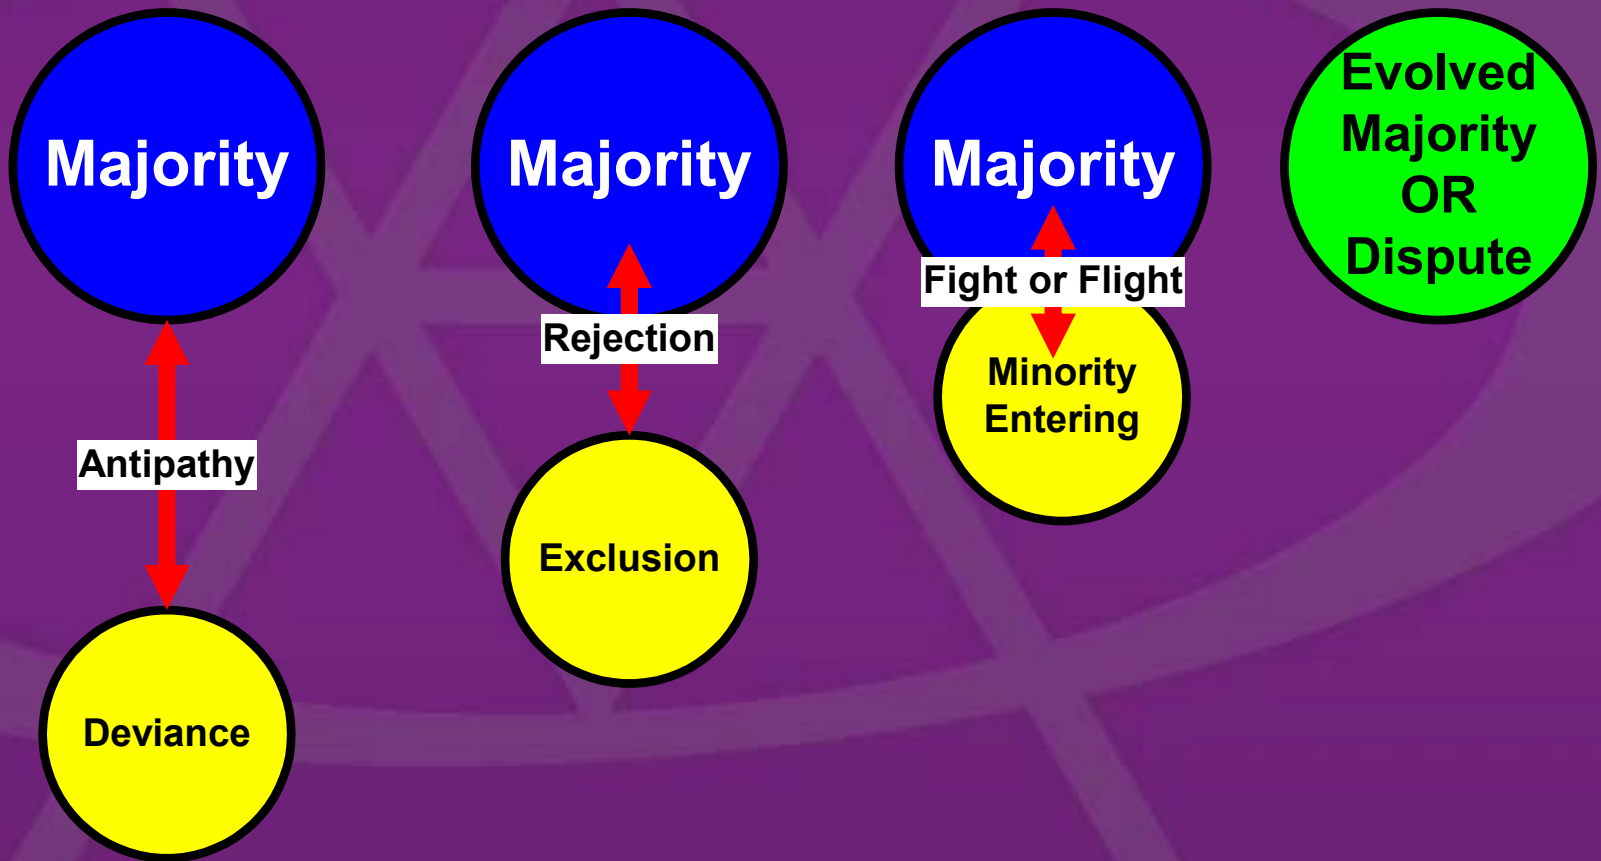 Majority
Antipathy
Deviance
Majority
Rejection
Exclusion
Majority
Fight or Flight
Minority
Entering
Evolved
Majority
OR
Dispute